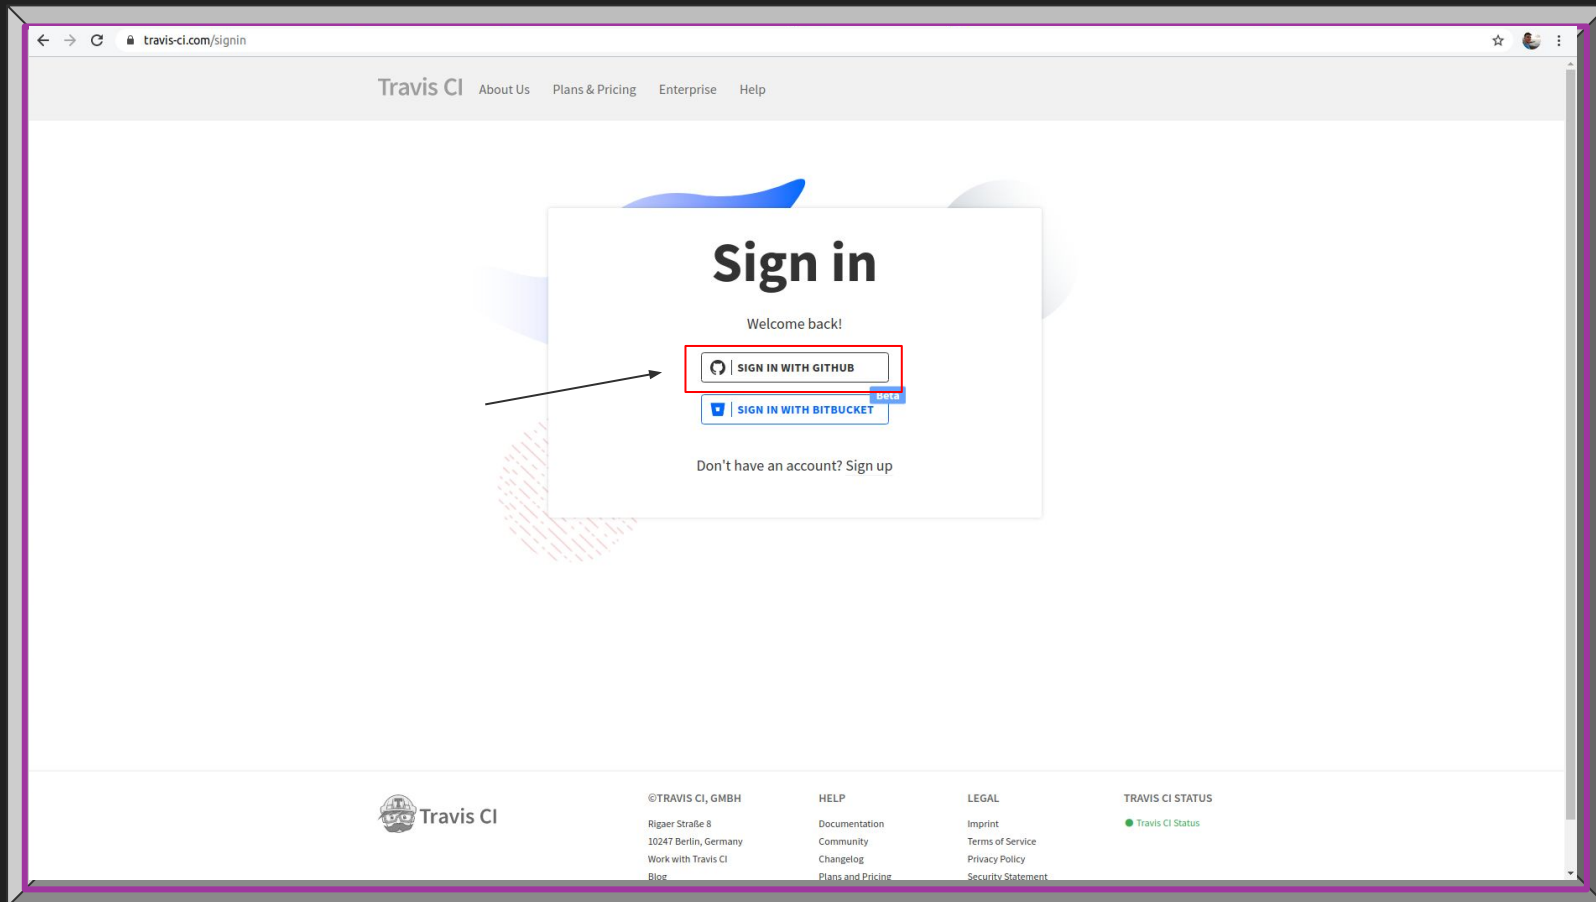 travis-ci.com/signin
Travis CI About Us Plans & Pricing Enterprise Help
Sign in
Welcome back!
SIGN IN WITH GITHUB
Beta
SIGN IN WITH BITBUCKET
Don't have an account? Sign up
Travis CI
©TRAVIS CI, GMBH
Rigaer Straße 8
10247 Berlin, Germany
Work with Travis CI
Blog
HELP
Documentation
Community
Changelog
Plans and Pricing
LEGAL
Imprint
Terms of Service
Privacy Policy
Security Statement
TRAVIS CI STATUS
Travis CI Status